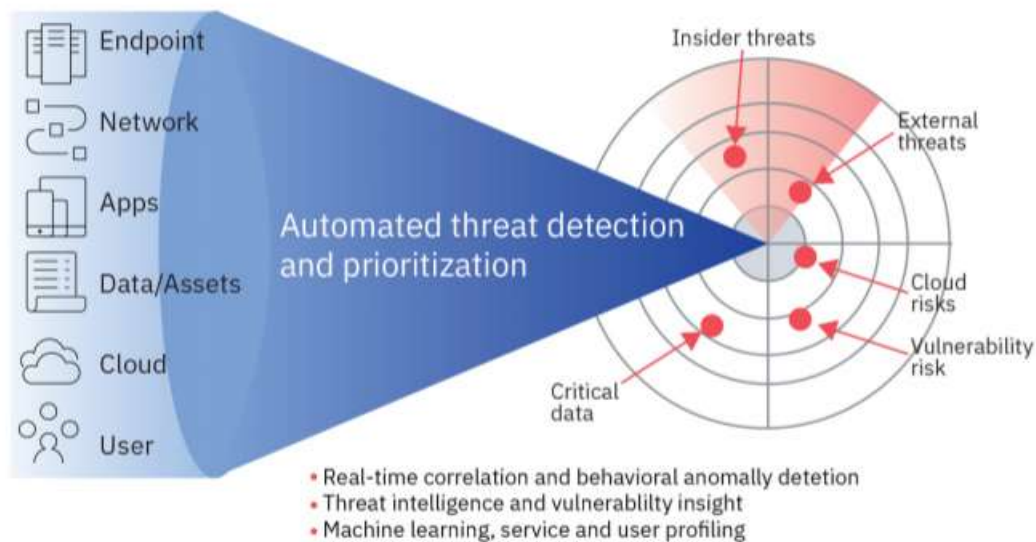 Endpoint
Network
Apps
Data/Assets
Cloud
User
Automated threat detection
and prioritization
Insider threats
External
threats
Cloud
risks
Vulnerability
risk
Critical
data
• Real-time correlation and behavioral anomally detetion
• Threat intelligence and vulnerablilty insight
• Machine learning, service and user profiling